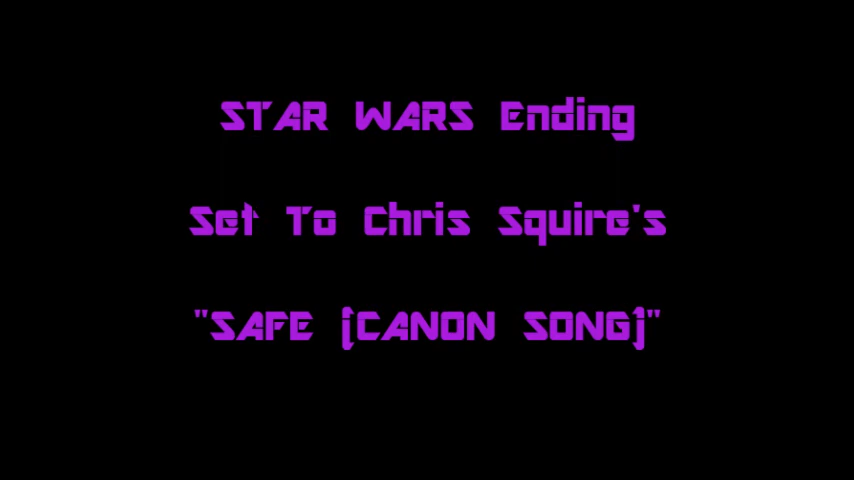 STAR WARS Ending
Set To Chris Squire's
"SAFE (CANON SONG)"